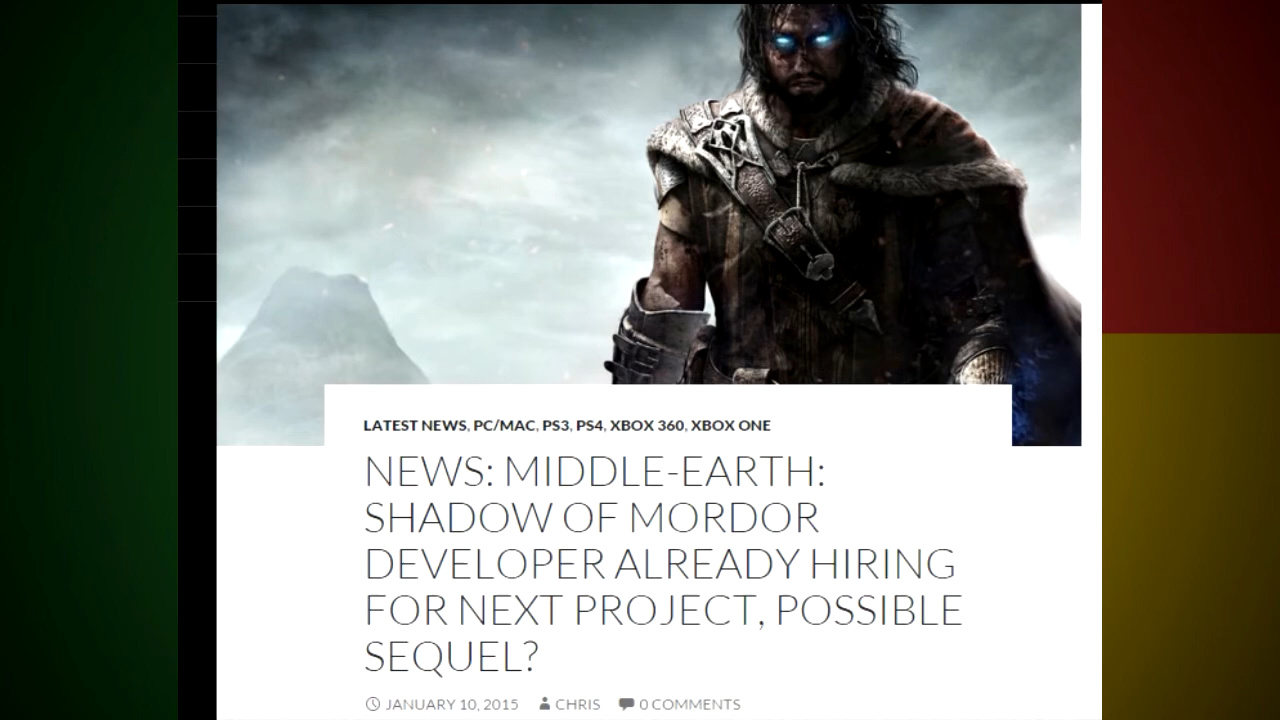 LATEST NEWS, PC/MAC, PS3, PS4, XBOX 360, XBOX ONE
NEWS: MIDDLE-EARTH:
SHADOW OF MORDOR
DEVELOPER ALREADY HIRING
FOR NEXT PROJECT, POSSIBLE
SEQUEL?
JANUARY 10, 2015 CHRIS 0 COMMENTS